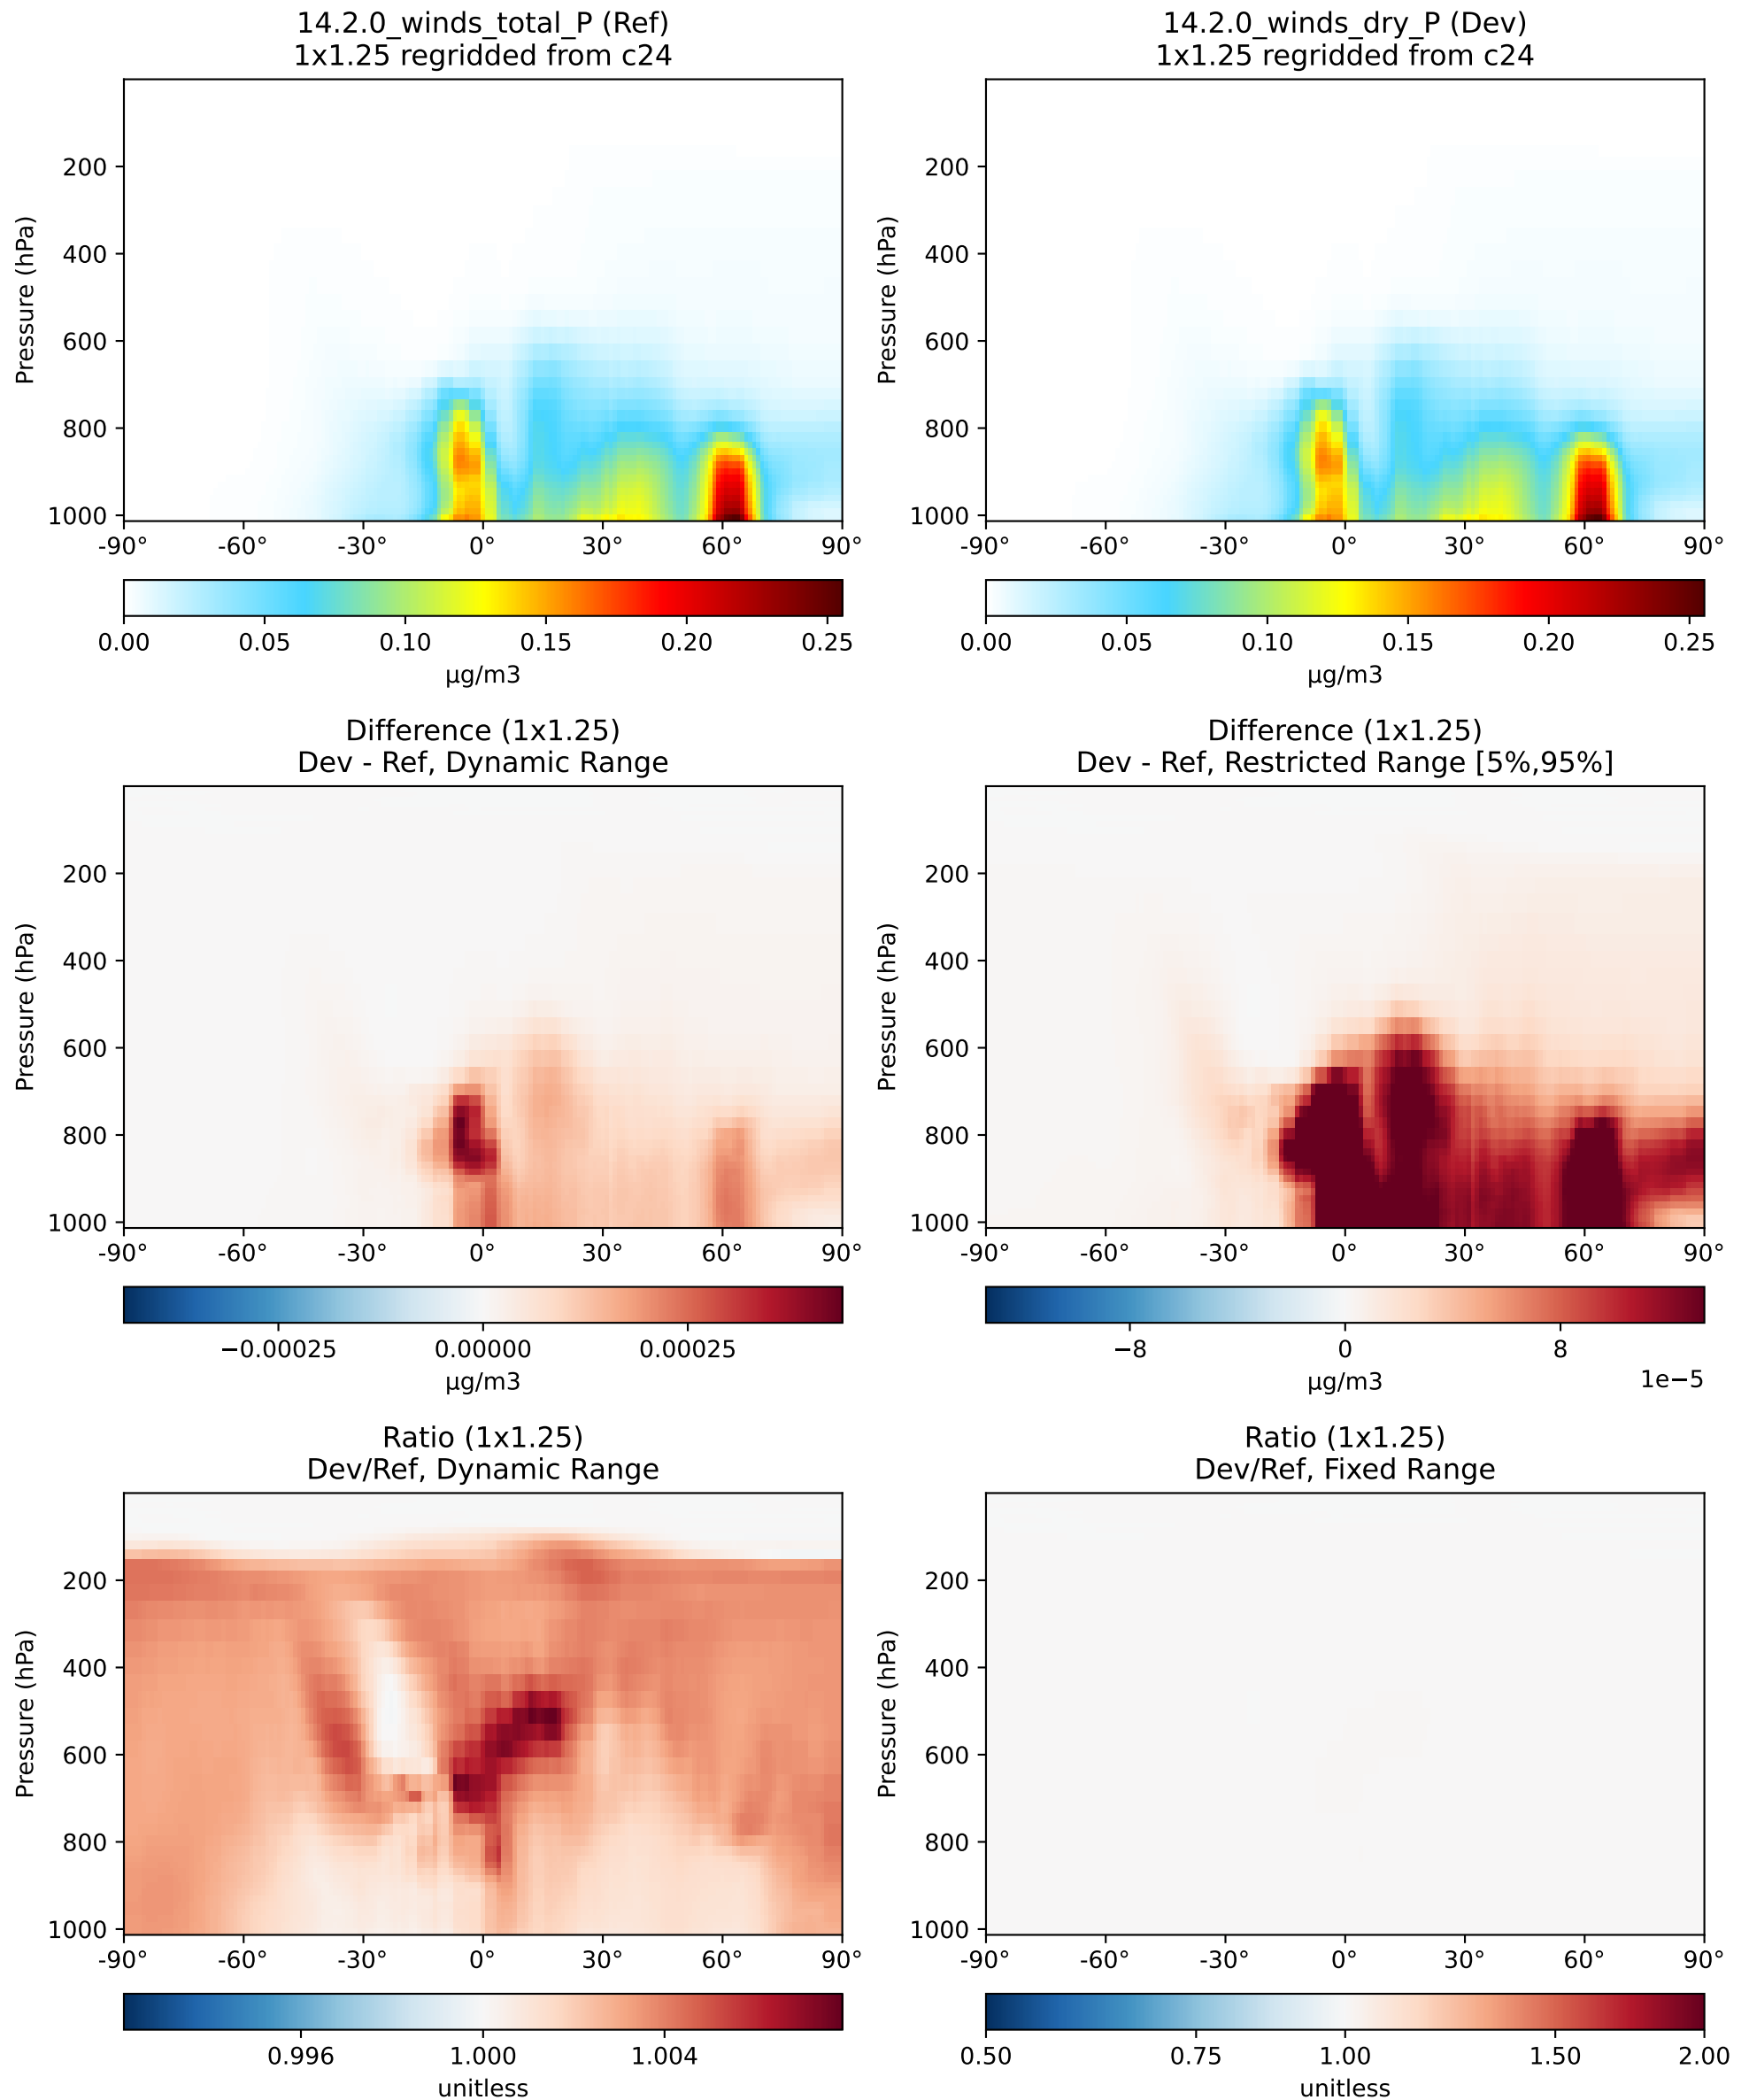 14.2.0_winds_total_P (Ref)
1x1.25 regridded from c24
Pressure (hPa)
200
400
600
800
1000
-90° -60° -30° 0° 30° 60° 90°
0.00 0.05 0.10 0.15 0.20 0.25
µg/m3
14.2.0_winds_dry_P (Dev)
1x1.25 regridded from c24
Pressure (hPa)
200
400
600
800
1000
-90° -60° -30° 0° 30° 60° 90°
0.00 0.05 0.10 0.15 0.20 0.25
µg/m3
Difference (1x1.25)
Dev - Ref, Dynamic Range
Pressure (hPa)
200
400
600
800
1000
-90° -60° -30° 0° 30° 60° 90°
−0.00025 0.00000 0.00025
µg/m3
Difference (1x1.25)
Dev - Ref, Restricted Range [5%,95%]
Pressure (hPa)
200
400
600
800
1000
-90° -60° -30° 0° 30° 60° 90°
−8 0 8
µg/m3
1e−5
Ratio (1x1.25)
Dev/Ref, Dynamic Range
Pressure (hPa)
200
400
600
800
1000
-90° -60° -30° 0° 30° 60° 90°
0.996 1.000 1.004
unitless
Ratio (1x1.25)
Dev/Ref, Fixed Range
Pressure (hPa)
200
400
600
800
1000
-90° -60° -30° 0° 30° 60° 90°
0.50 0.75 1.00 1.50 2.00
unitless